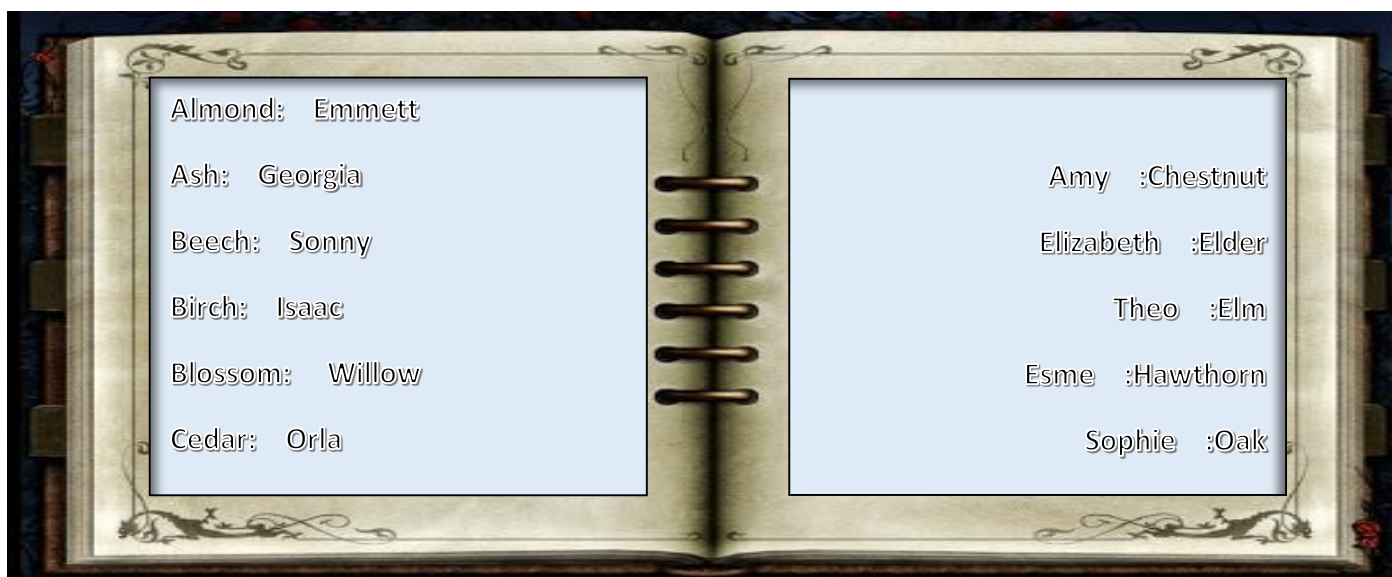 Almond: Emmett
Ash: Georgia
Beech: Sonny
Birch: Isaac
Blossom: Willow
Cedar: Orla
Amy :Chestnut
Elizabeth :Elder
Theo :Elm
Esme :Hawthorn
Sophie :Oak